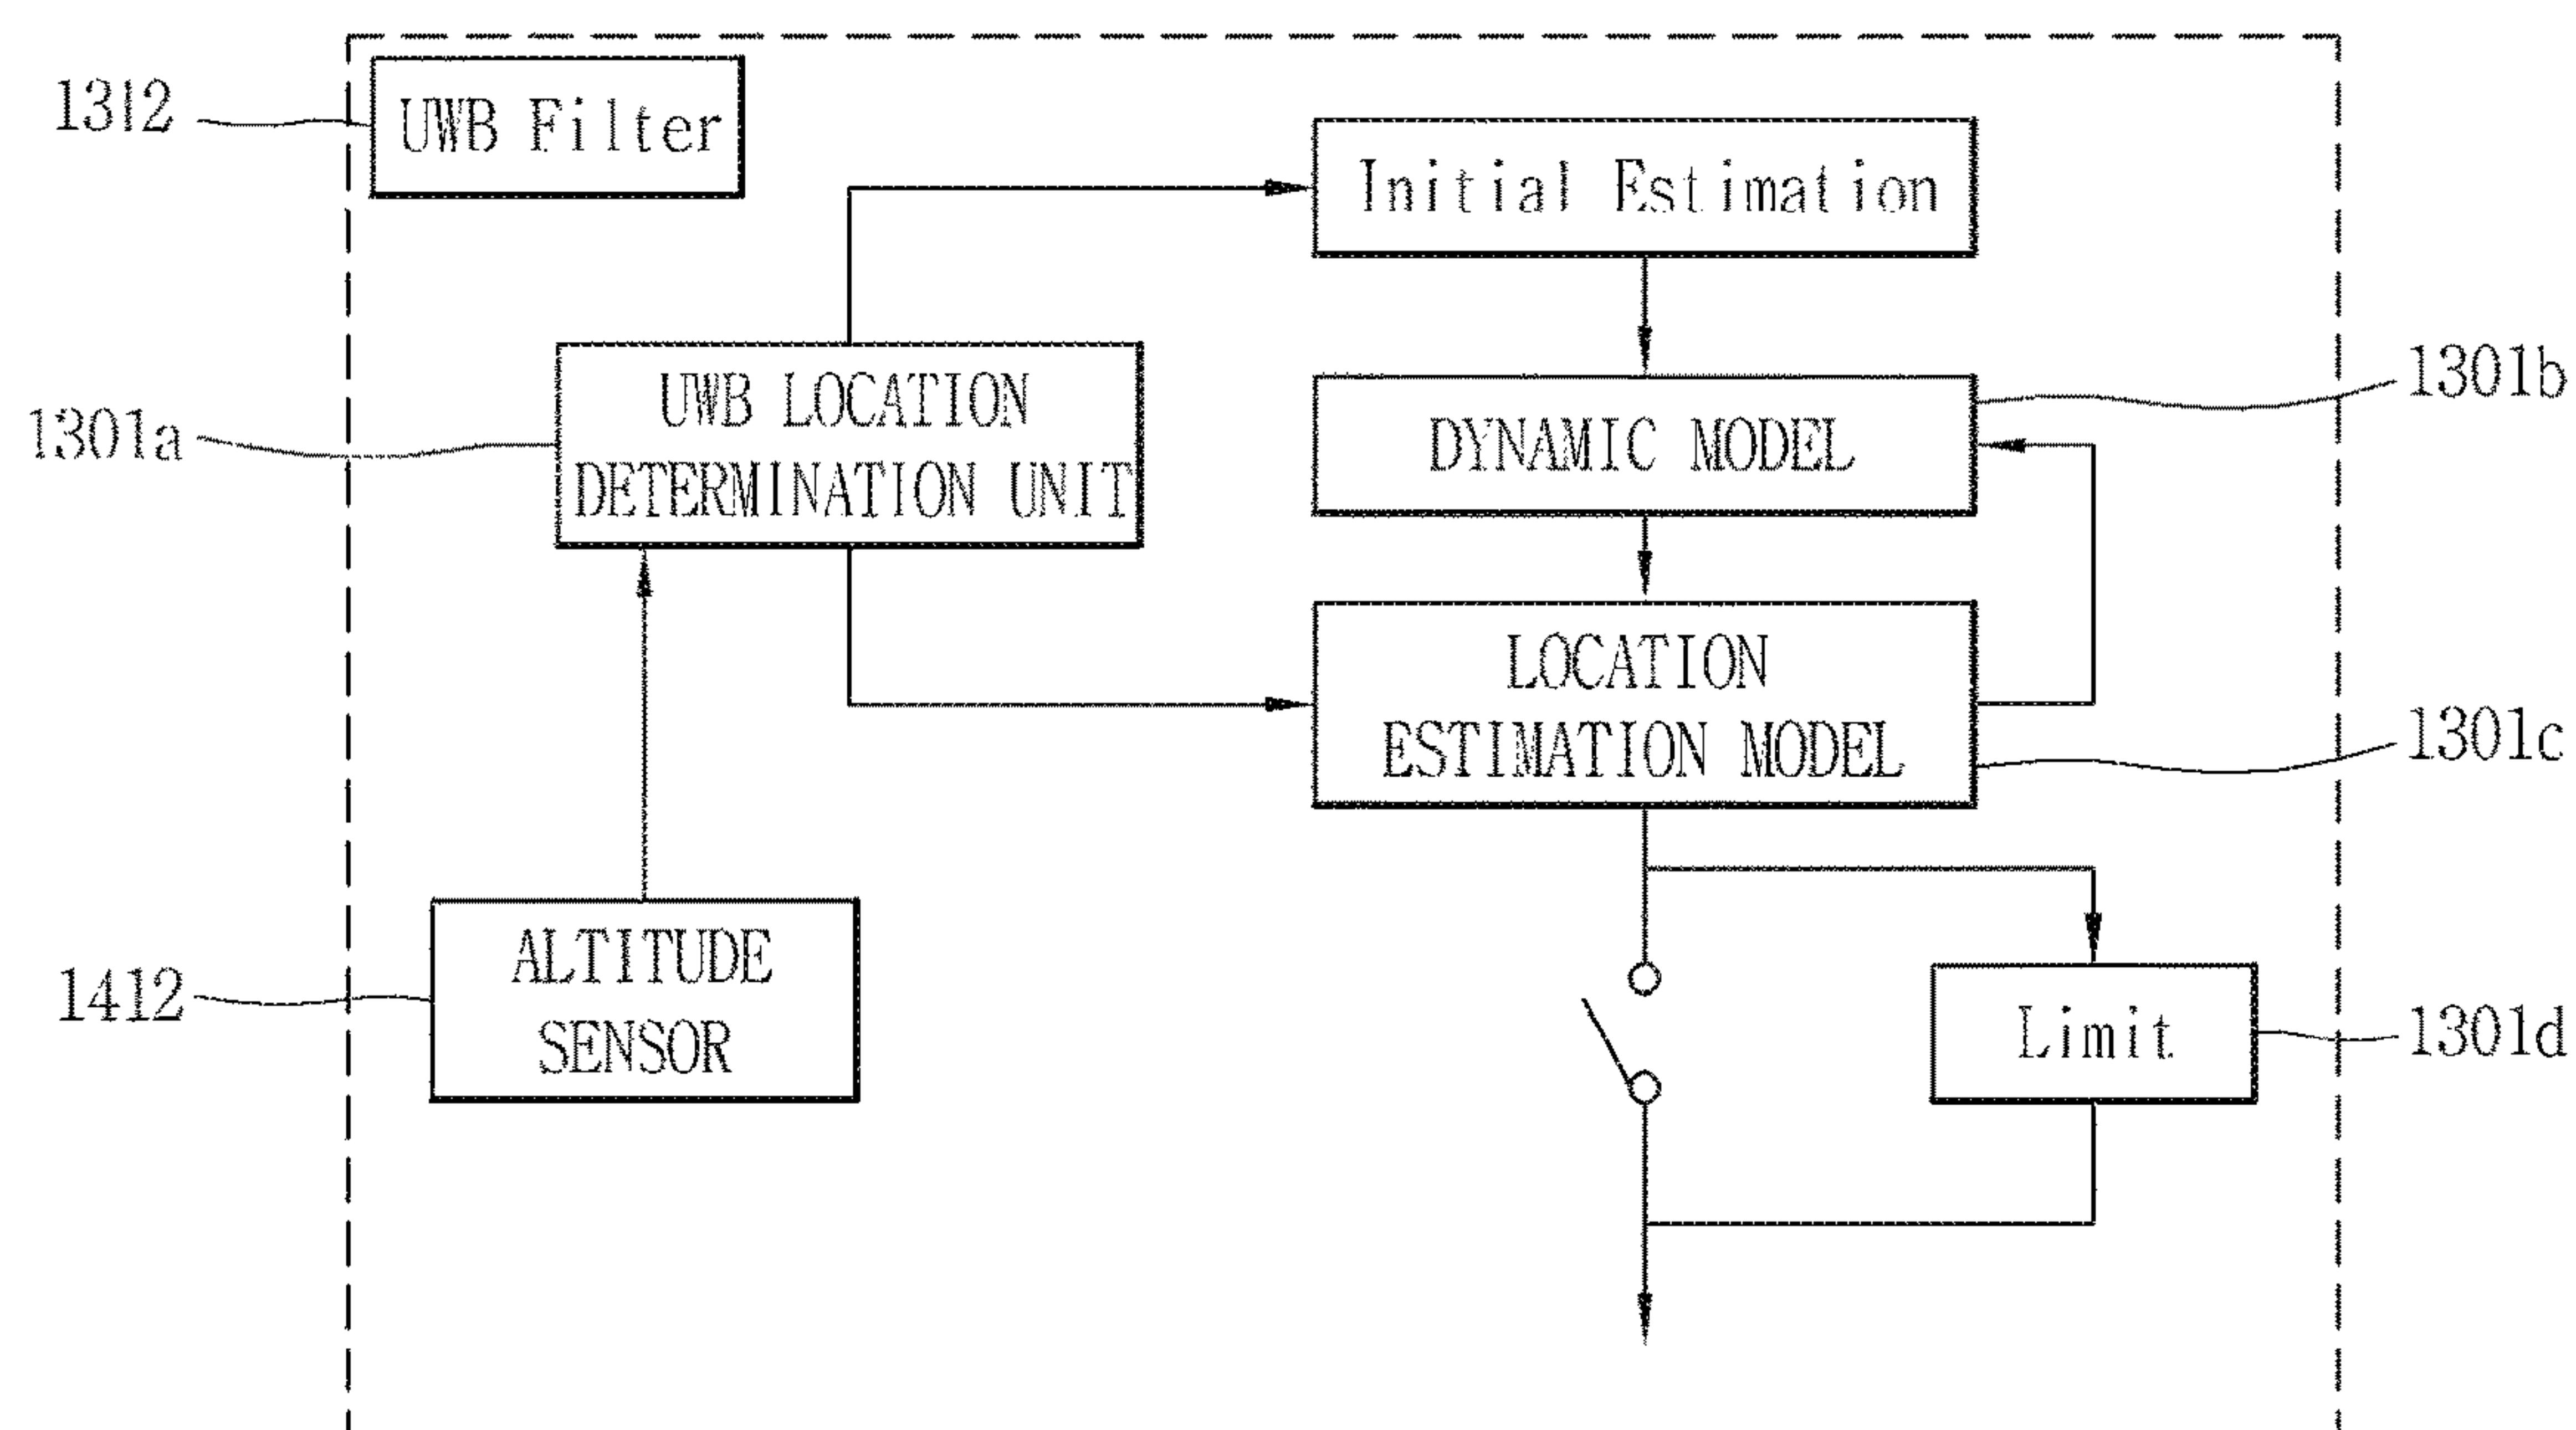 1312
UWB Filter
Initial Estimation
1301a
UWB LOCATION
DETERMINATION UNIT
DYNAMIC MODEL
1301b
LOCATION
ESTIMATION MODEL
1301c
1412
ALTITUDE
SENSOR
Limit
1301d